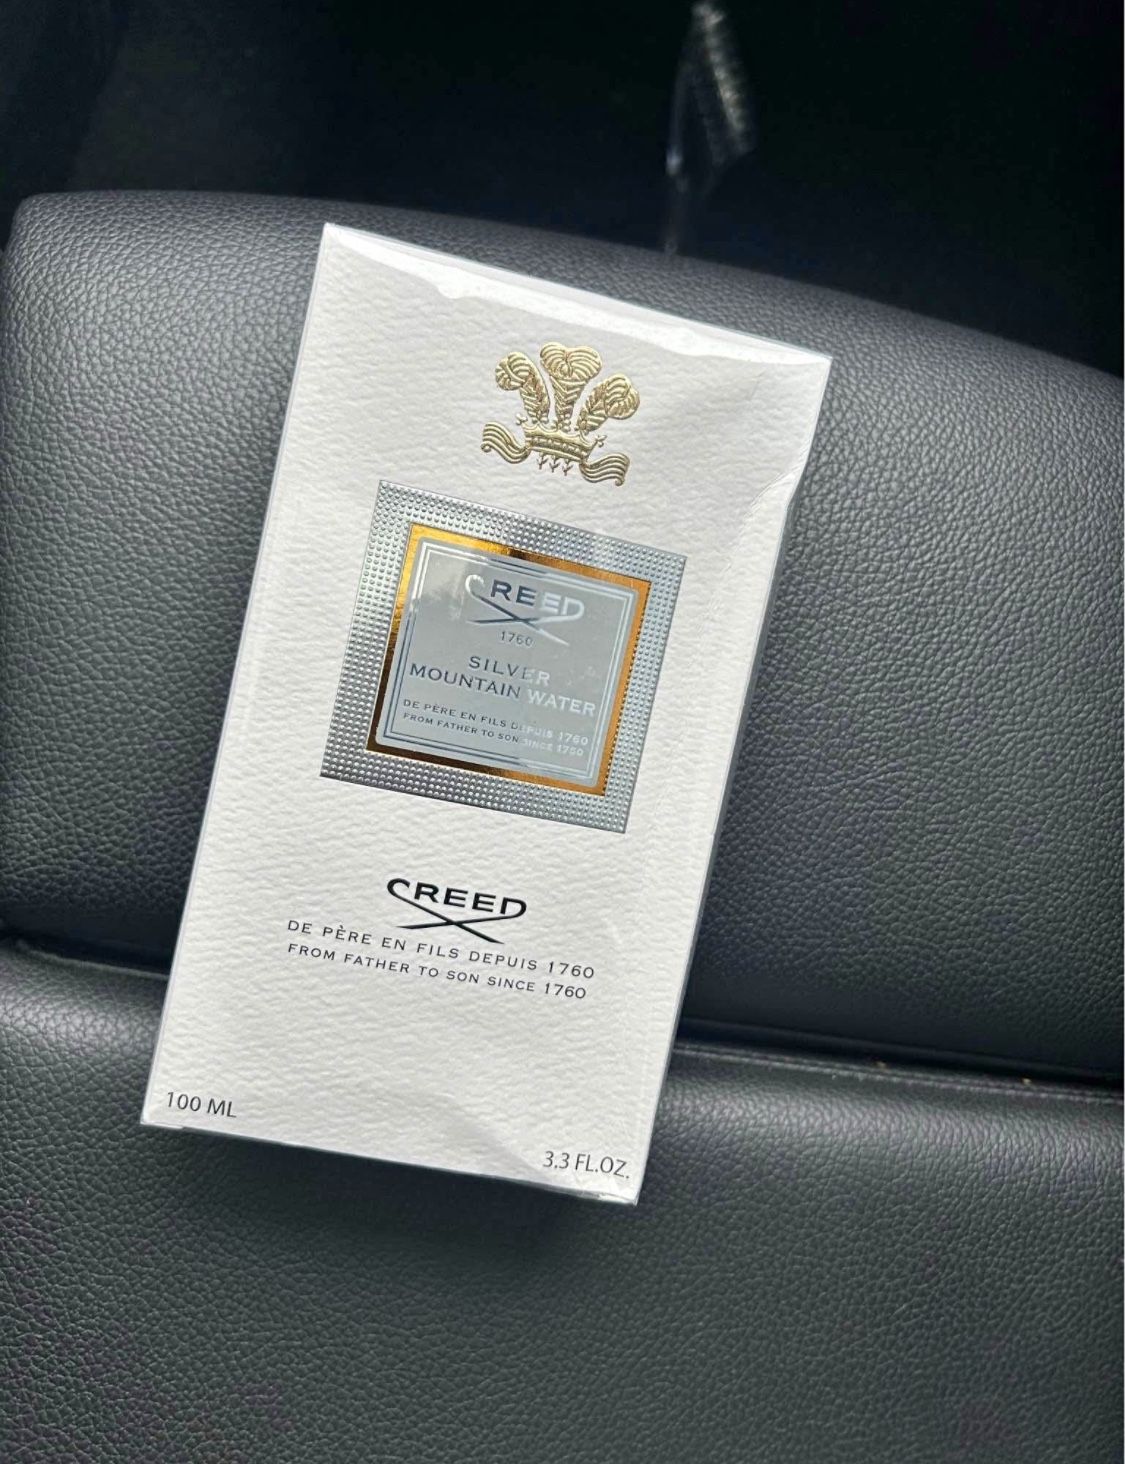 CREED
1760
SILVER
MOUNTAIN WATER
DE PÈRE EN FILS DEPUIS 1760
FROM FATHER TO SON SINCE 1760
CREED
DE PÈRE EN FILS DEPUIS 1760
FROM FATHER TO SON SINCE 1760
100 ML
3.3 FL.OZ.